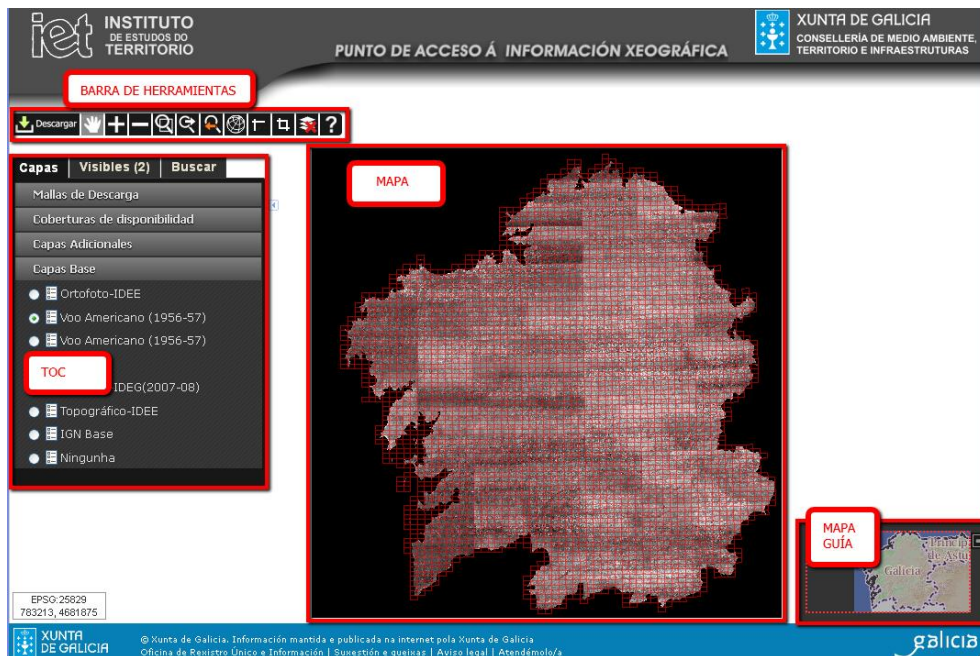 iet INSTITUTO
DE ESTUDOS DO
TERRITORIO
PUNTO DE ACCESO Á INFORMACIÓN XEOGRÁFICA
XUNTA DE GALICIA
CONSELLERÍA DE MEDIO AMBIENTE,
TERRITORIO E INFRAESTRUTURAS
BARRA DE HERRAMIENTAS
Descargar
?
Capas Visibles (2) Buscar
Mallas de Descarga
Coberturas de disponibilidad
Capas Adicionales
Capas Base
Ortofoto-IDEE
Voo Americano (1956-57)
Voo Americano (1956-57)
TOC
IDEG(2007-08)
Topográfico-IDEE
IGN Base
Ningunha
MAPA
MAPA
GUÍA
Galicia
de Astu
EPSG:25829
783213, 4681875
XUNTA
DE GALICIA
© Xunta de Galicia. Información mantida e publicada na internet pola Xunta de Galicia
Oficina de Rexistro Único e Información | Suxestión e queixas | Aviso legal | Atendémolo/a
galicia